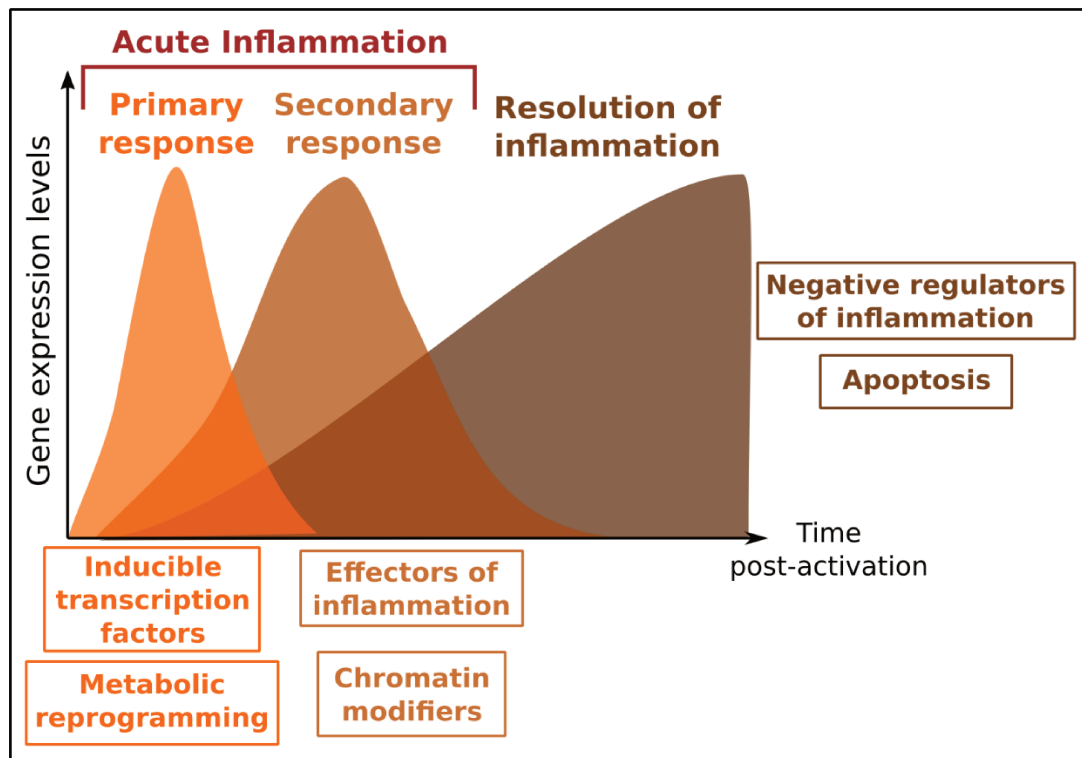 Acute Inflammation
Primary
response
Secondary
response
Resolution of
inflammation
Gene expression levels
Negative regulators
of inflammation
Apoptosis
Time
post-activation
Inducible
transcription
factors
Effectors of
inflammation
Metabolic
reprogramming
Chromatin
modifiers